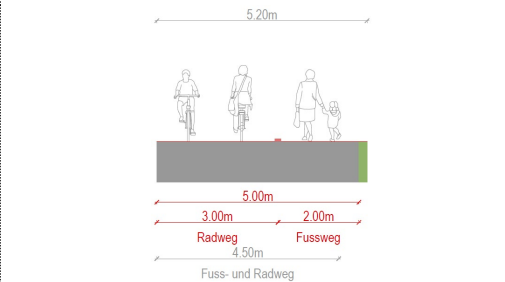 5.20m
5.00m
3.00m 2.00m
Radweg Fussweg
4.50m
Fuss- und Radweg